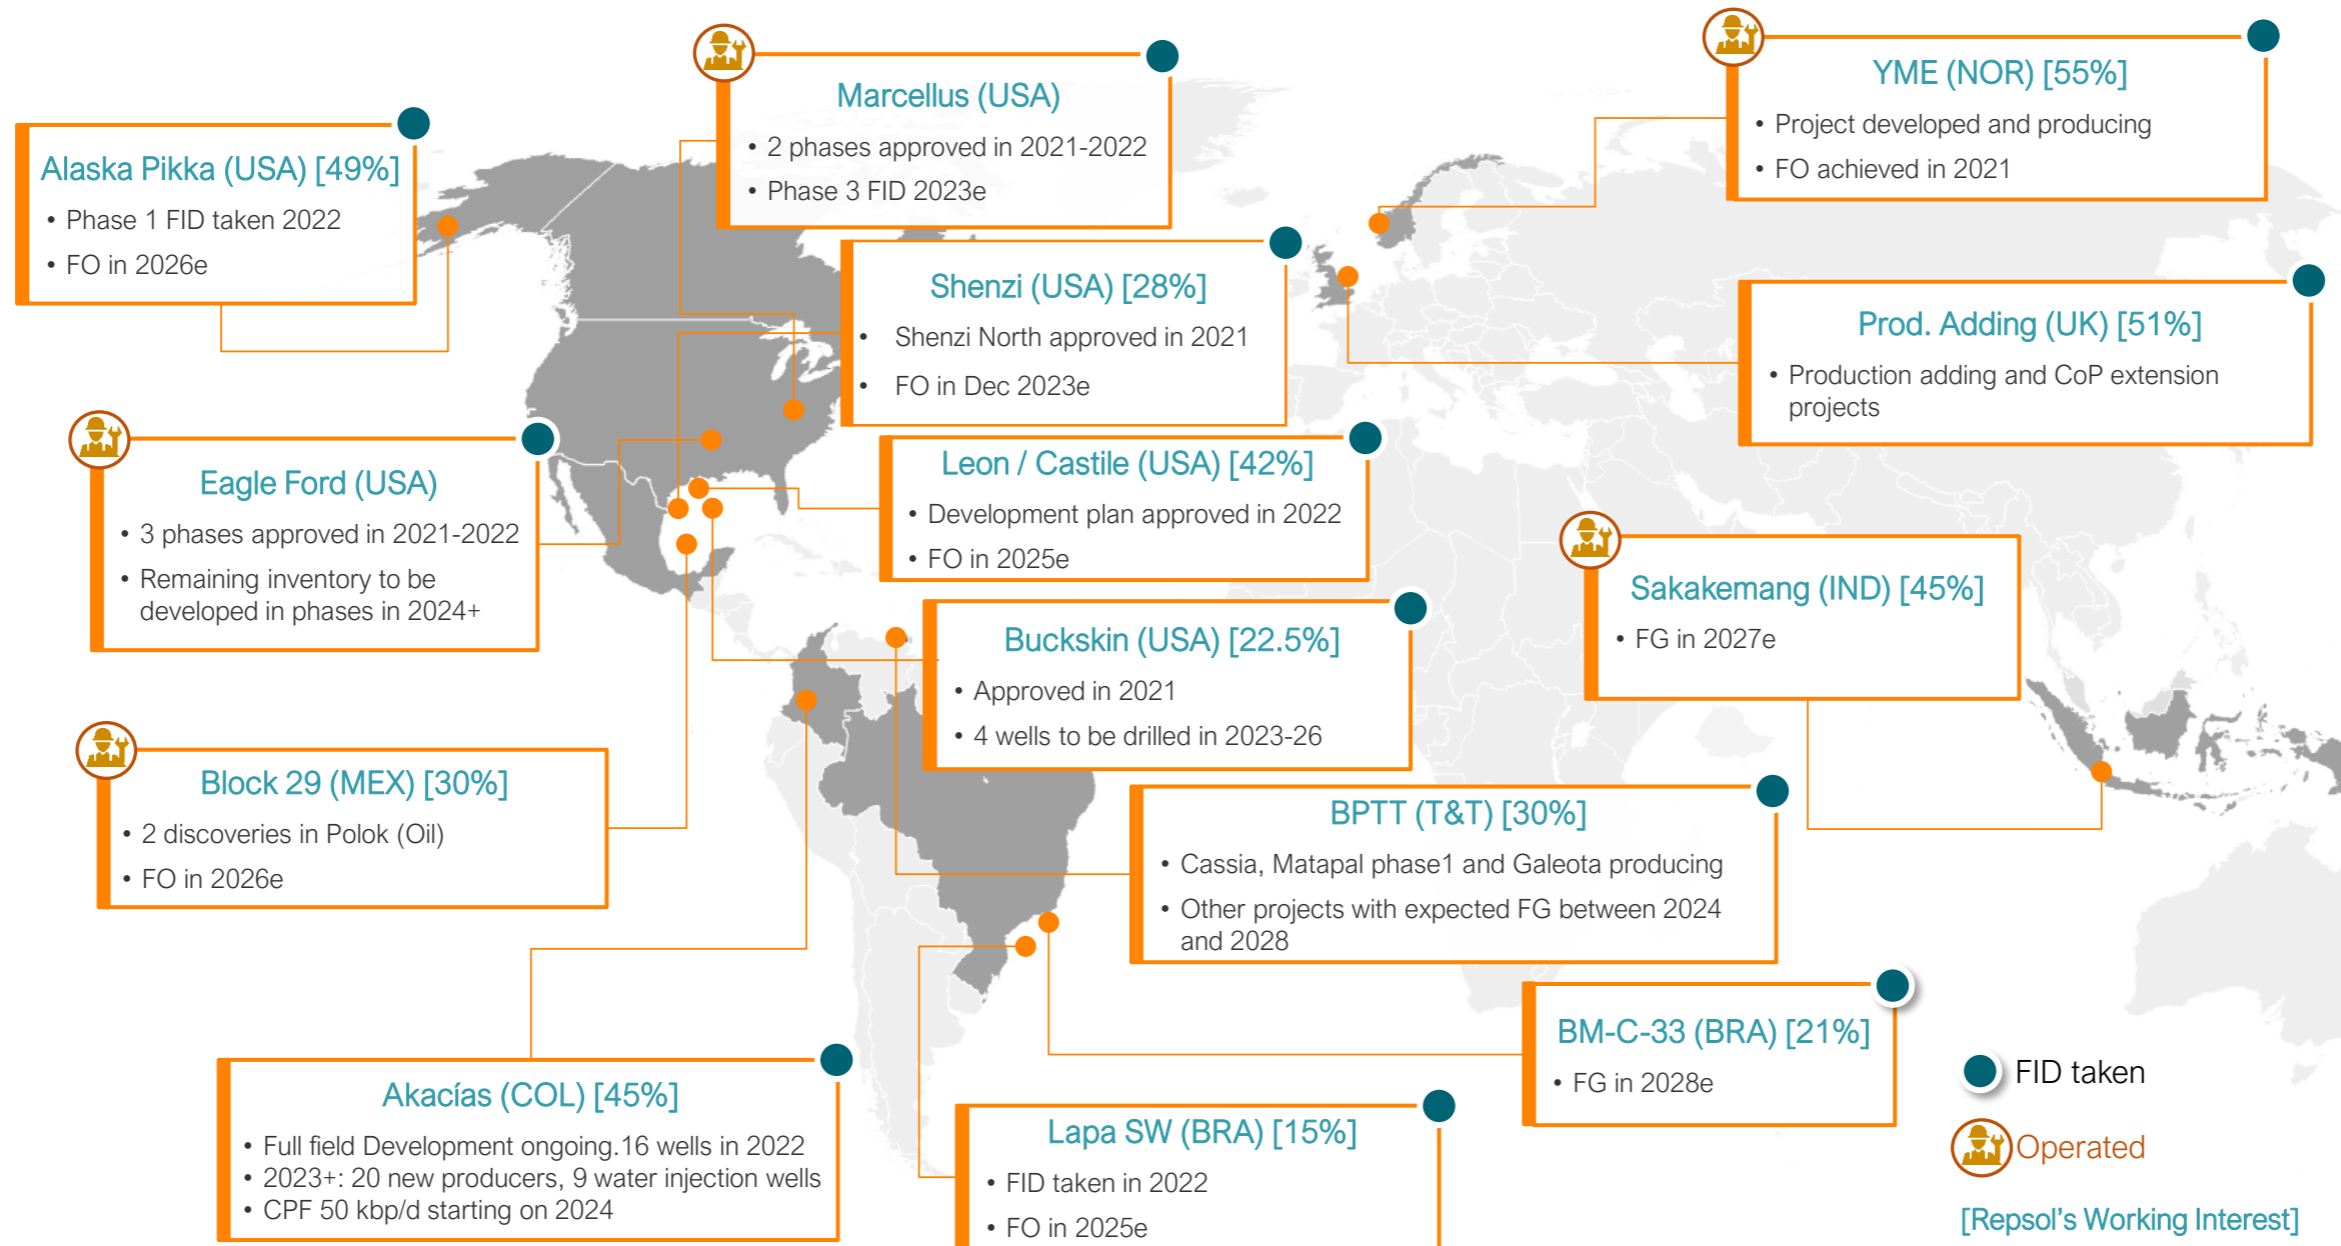 Marcellus (USA)
• 2 phases approved in 2021-2022
• Phase 3 FID 2023e
YME (NOR) [55%]
• Project developed and producing
• FO achieved in 2021
Alaska Pikka (USA) [49%]
• Phase 1 FID taken 2022
• FO in 2026e
Shenzi (USA) [28%]
• Shenzi North approved in 2021
• FO in Dec 2023e
Prod. Adding (UK) [51%]
• Production adding and CoP extension
projects
Eagle Ford (USA)
• 3 phases approved in 2021-2022
• Remaining inventory to be
developed in phases in 2024+
Leon / Castile (USA) [42%]
• Development plan approved in 2022
• FO in 2025e
Sakakemang (IND) [45%]
• FG in 2027e
Buckskin (USA) [22.5%]
• Approved in 2021
• 4 wells to be drilled in 2023-26
Block 29 (MEX) [30%]
• 2 discoveries in Polok (Oil)
• FO in 2026e
BPTT (T&T) [30%]
• Cassia, Matapal phase1 and Galeota producing
• Other projects with expected FG between 2024
and 2028
BM-C-33 (BRA) [21%]
• FG in 2028e
Akacías (COL) [45%]
• Full field Development ongoing.16 wells in 2022
• 2023+: 20 new producers, 9 water injection wells
• CPF 50 kbp/d starting on 2024
Lapa SW (BRA) [15%]
• FID taken in 2022
• FO in 2025e
FID taken
Operated
[Repsol's Working Interest]